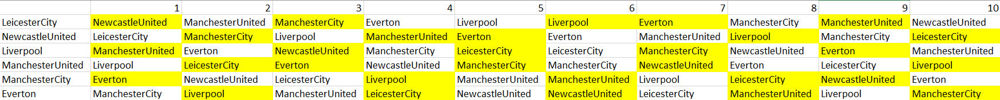 1 2 3 4 5 6 7 8 9 10
LeicesterCity NewcastleUnited ManchesterUnited ManchesterCity Everton Liverpool Liverpool Everton ManchesterCity ManchesterUnited NewcastleUnited
NewcastleUnited LeicesterCity ManchesterCity Liverpool ManchesterUnited Everton Everton ManchesterUnited Liverpool ManchesterCity LeicesterCity
Liverpool ManchesterUnited Everton NewcastleUnited ManchesterCity LeicesterCity LeicesterCity ManchesterCity NewcastleUnited Everton ManchesterUnited
ManchesterUnited Liverpool LeicesterCity Everton NewcastleUnited ManchesterCity ManchesterCity NewcastleUnited Everton LeicesterCity Liverpool
ManchesterCity Everton NewcastleUnited LeicesterCity Liverpool ManchesterUnited ManchesterUnited Liverpool LeicesterCity NewcastleUnited Everton
Everton ManchesterCity Liverpool ManchesterUnited LeicesterCity NewcastleUnited NewcastleUnited LeicesterCity ManchesterUnited Liverpool ManchesterCity